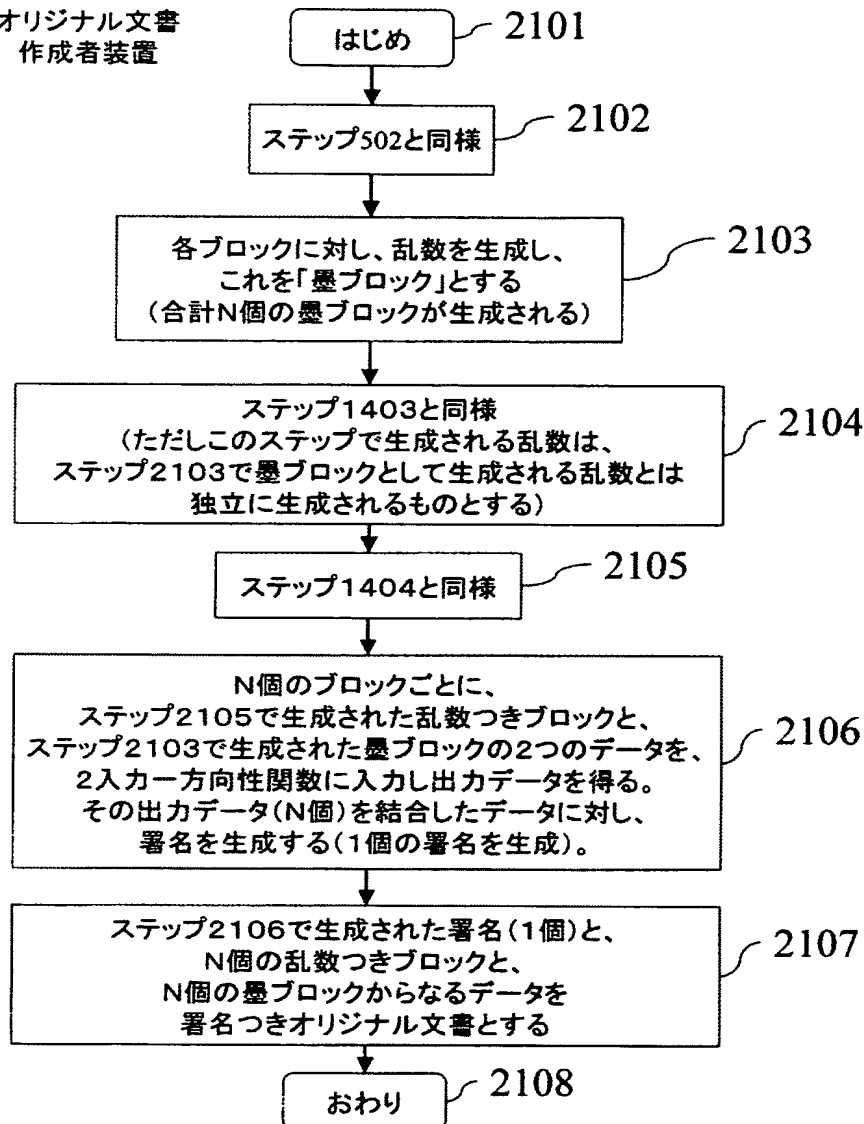 オリジナル文書
作成者装置
はじめ
2101
ステップ502と同様
2102
各ブロックに対し、乱数を生成し、
これを「墨ブロック」とする
(合計N個の墨ブロックが生成される)
2103
ステップ1403と同様
(ただしこのステップで生成される乱数は、
ステップ2103で墨ブロックとして生成される乱数とは
独立に生成されるものとする)
2104
ステップ1404と同様
2105
N個のブロックごとに、
ステップ2105で生成された乱数つきブロックと、
ステップ2103で生成された墨ブロックの2つのデータを、
2入力一方向性関数に入力し出力データを得る。
その出力データ(N個)を結合したデータに対し、
署名を生成する(1個の署名を生成)。
2106
ステップ2106で生成された署名(1個)と、
N個の乱数つきブロックと、
N個の墨ブロックからなるデータを
署名つきオリジナル文書とする
2107
おわり
2108